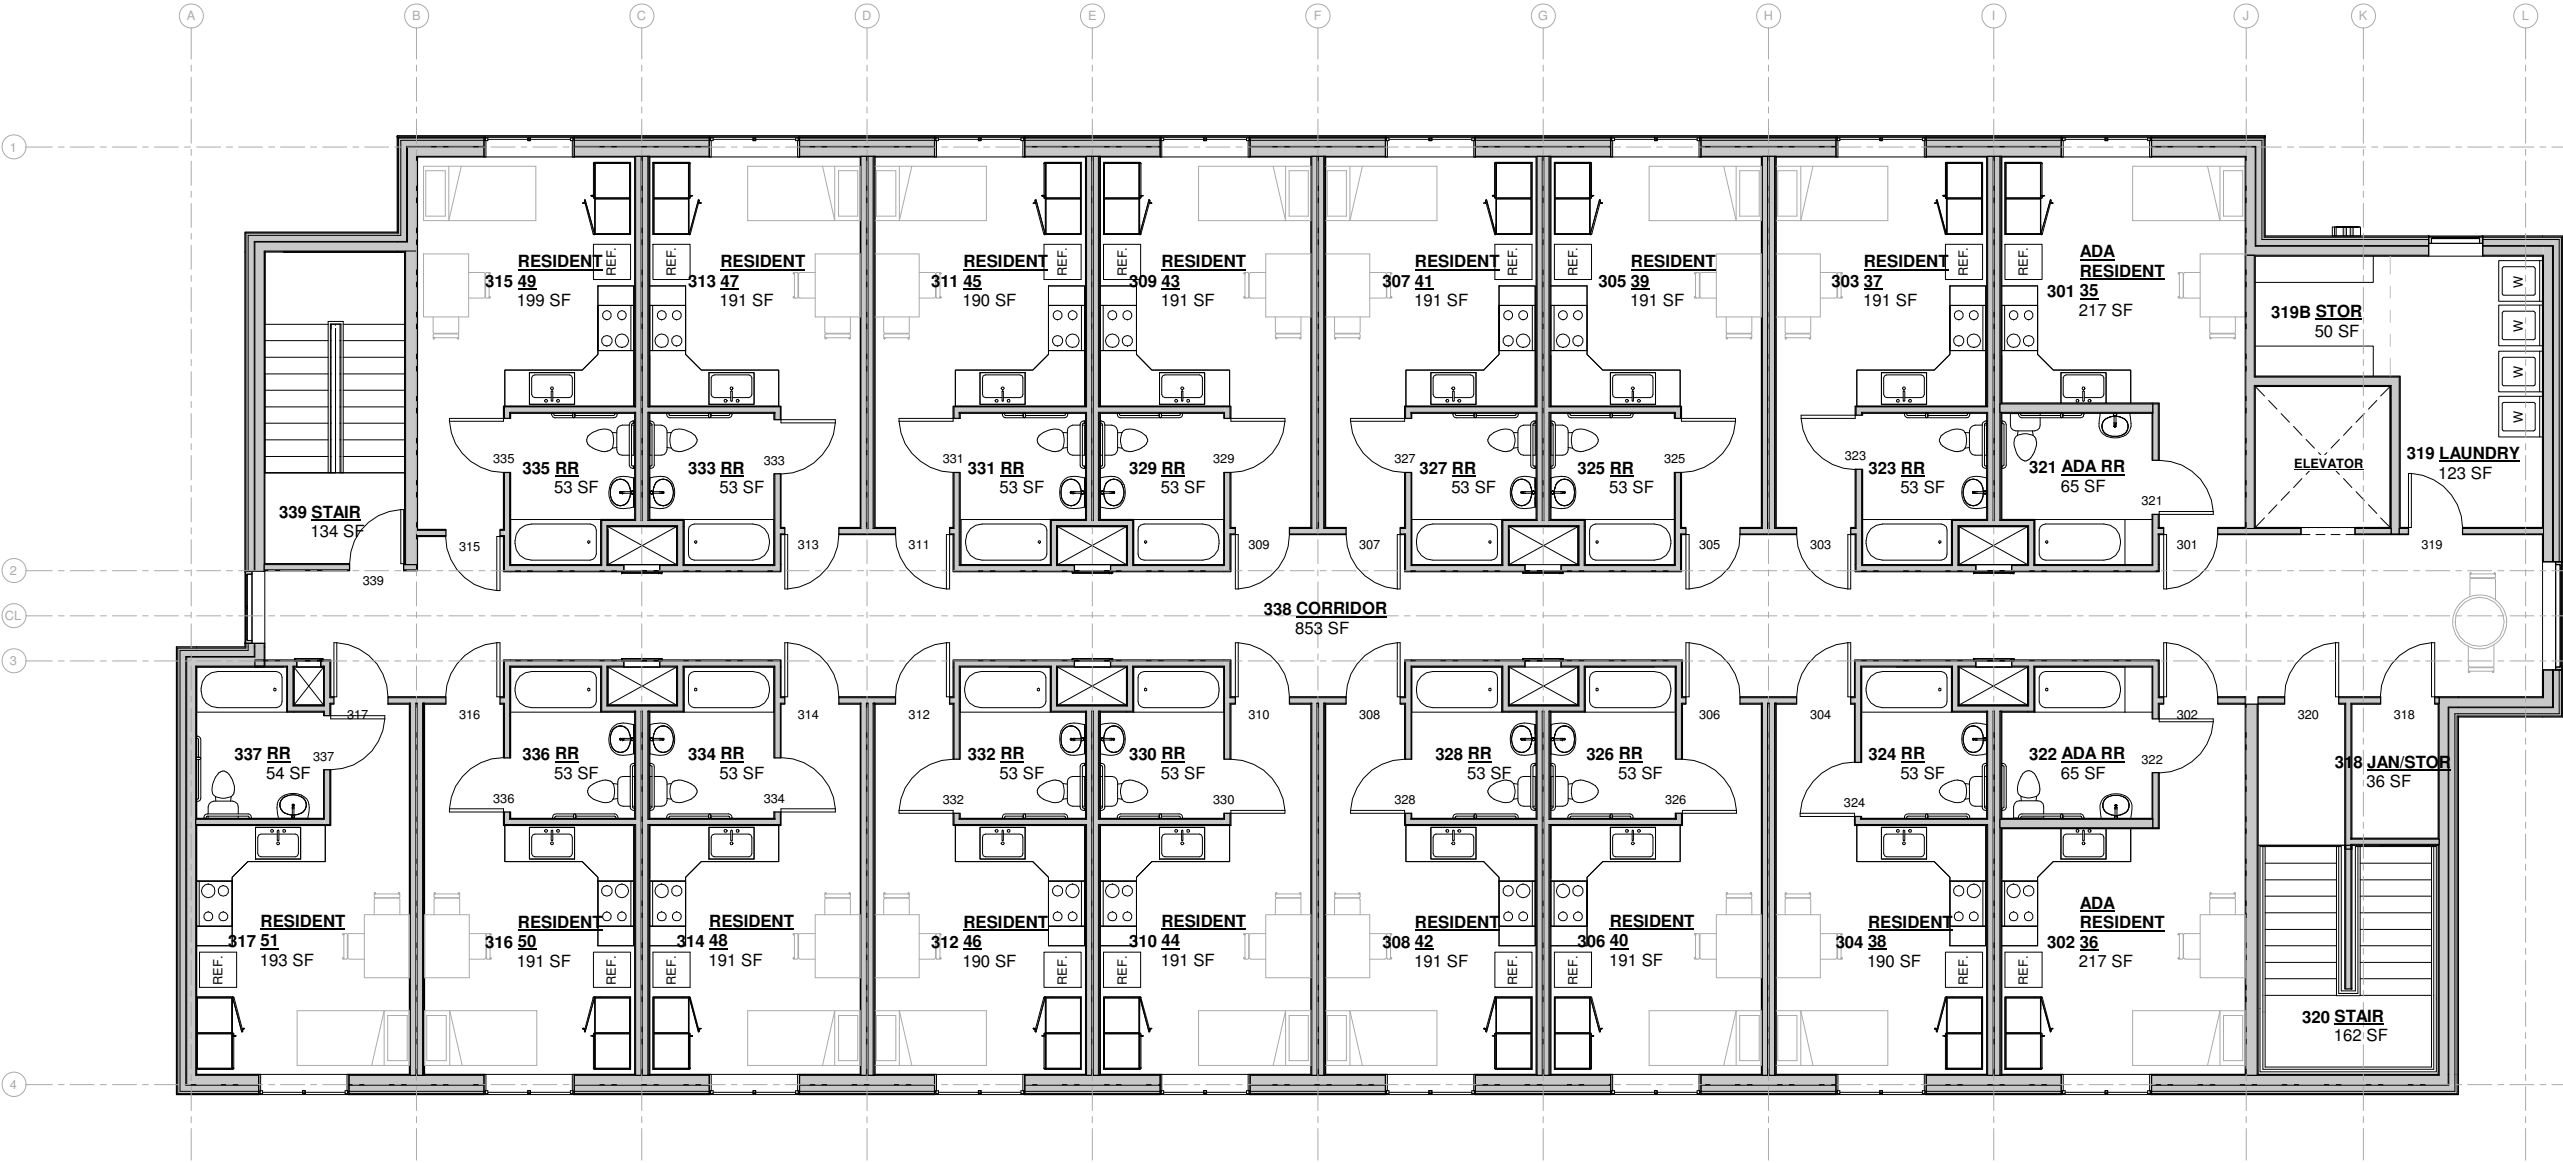 A B C D E F G H I J K L
1
RESIDENT
315 49
199 SF
REF.
REF.
RESIDENT
313 47
191 SF
RESIDENT
311 45
190 SF
REF.
REF.
RESIDENT
309 43
191 SF
RESIDENT
307 41
191 SF
REF.
REF.
RESIDENT
305 39
191 SF
RESIDENT
303 37
191 SF
REF.
REF.
ADA
RESIDENT
301 35
217 SF
319B STOR
50 SF
W
W
W
W
ELEVATOR
319 LAUNDRY
123 SF
339 STAIR
134 SF
335
335 RR
53 SF
333 RR
53 SF
333
331
331 RR
53 SF
329 RR
53 SF
329
327
327 RR
53 SF
325 RR
53 SF
325
323
323 RR
53 SF
321 ADA RR
65 SF
321
315 313 311 309 307 305 303 301 319
2
339
CL
338 CORRIDOR
853 SF
3
317 316 314 312 310 308 306 304 302 320 318
337 RR
54 SF
337
336 RR
53 SF
336
334 RR
53 SF
334
332 RR
53 SF
332
330 RR
53 SF
330
328 RR
53 SF
328
326 RR
53 SF
326
324 RR
53 SF
324
322 ADA RR
65 SF
322
318 JAN/STOR
36 SF
RESIDENT
317 51
193 SF
REF.
RESIDENT
316 50
191 SF
REF.
REF.
RESIDENT
314 48
191 SF
RESIDENT
312 46
190 SF
REF.
REF.
RESIDENT
310 44
191 SF
RESIDENT
308 42
191 SF
REF.
REF.
RESIDENT
306 40
191 SF
RESIDENT
304 38
190 SF
REF.
REF.
ADA
RESIDENT
302 36
217 SF
320 STAIR
162 SF
4